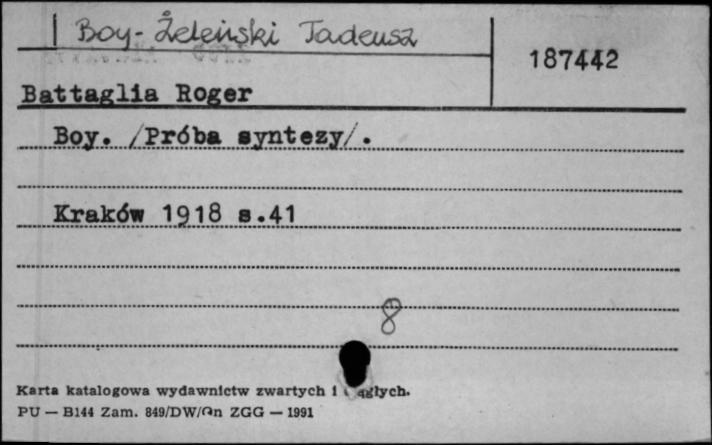 Boy-Żeleński Tadeusz
187442
Battaglia Roger
Boy. /Próba syntezy/.
Kraków 1918 s.41
8
Karta katalogowa wydawnictw zwartych i
PU — B144 Zam. 849/DW/On ZGG — 1991